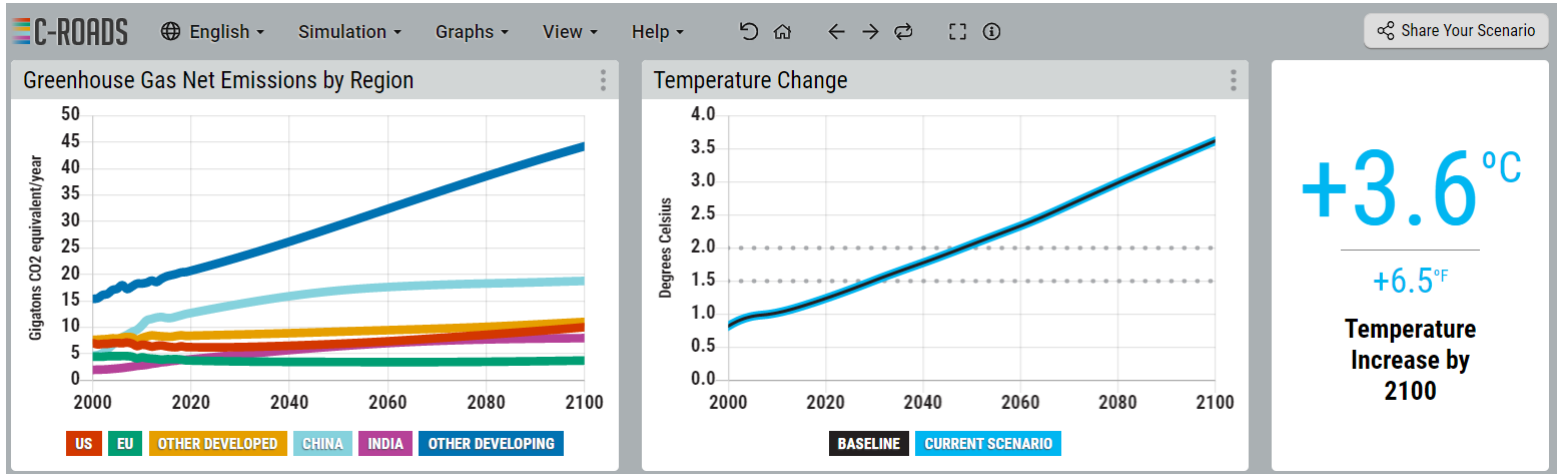 C-ROADS English Simulation Graphs View Help Share Your Scenario
Greenhouse Gas Net Emissions by Region
Gigatons CO2 equivalent/year
50
45
40
35
30
25
20
15
10
5
0
2000 2020 2040 2060 2080 2100
US EU OTHER DEVELOPED CHINA INDIA OTHER DEVELOPING
Temperature Change
Degrees Celsius
4.0
3.5
3.0
2.5
2.0
1.5
1.0
0.5
0.0
2000 2020 2040 2060 2080 2100
BASELINE CURRENT SCENARIO
+3.6 ºC
+6.5 °F
Temperature
Increase by
2100